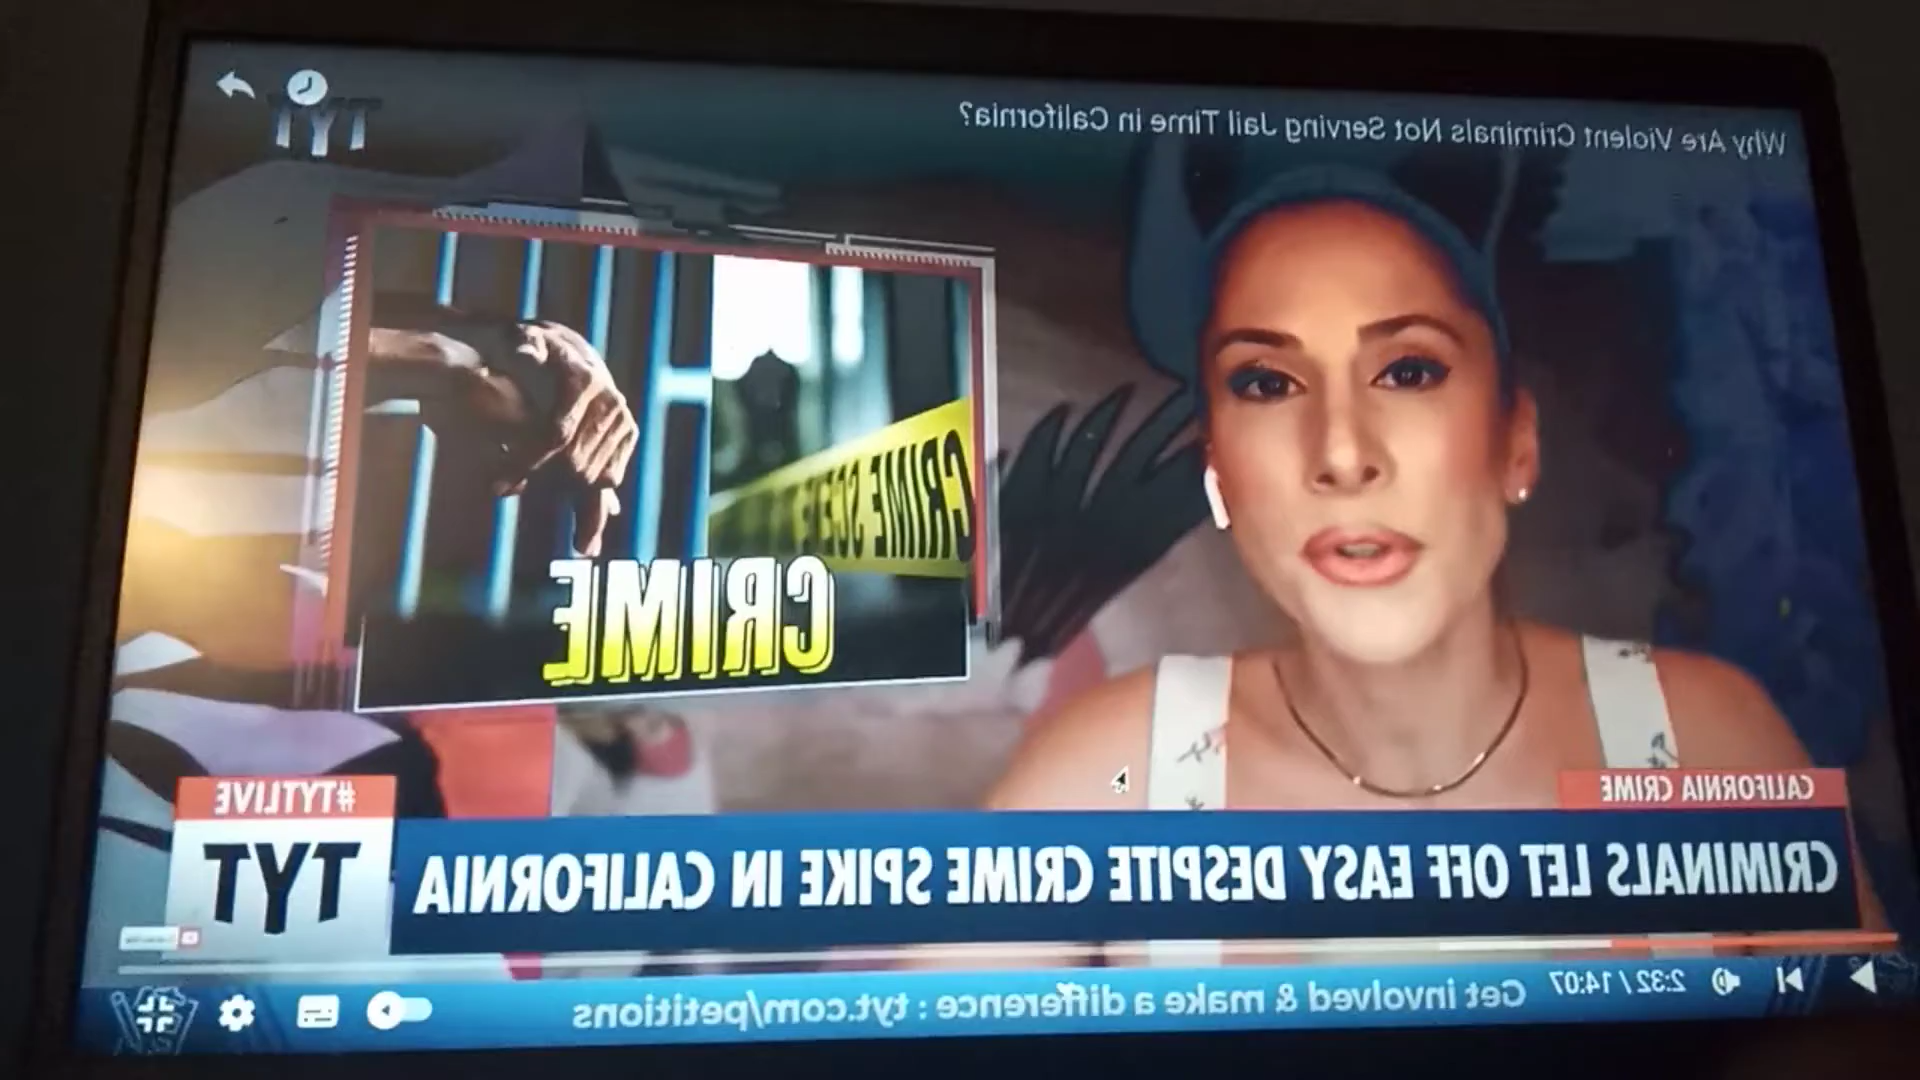 Why Are Violent Criminals Not Serving Jail Time in California?
TYT
CRIME SCENE
CRIME
CALIFORNIA CRIME
#TYTLIVE
CRIMINALS LET OFF EASY DESPITE CRIME SPIKE IN CALIFORNIA
TYT
2:32 / 14:07
Get involved & make a difference : tyt.com/petitions